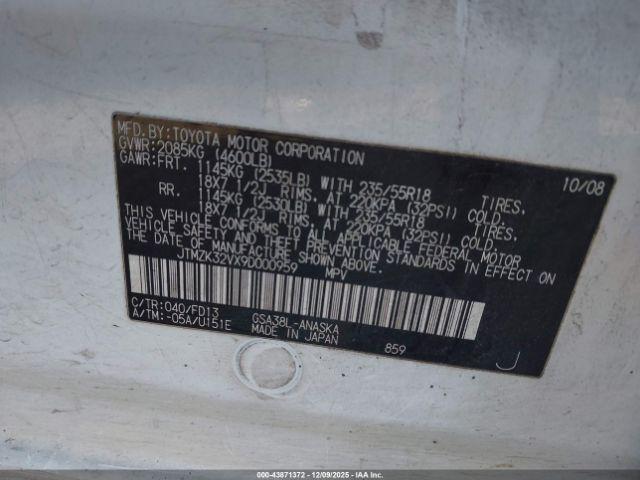 MFD.BY:TOYOTA MOTOR CORPORATION 10/08
GVWR:2085KG (4600LB)
GAWR:FRT. 1145KG (2535LB) WITH 235/55R18 TIRES,
18X7 1/2J RIMS, AT 220KPA (32PSI) COLD.
RR. 1145KG (2530LB) WITH 235/55R18 TIRES,
18X7 1/2J RIMS, AT 220KPA (32PSI) COLD.
THIS VEHICLE CONFORMS TO ALL APPLICABLE FEDERAL MOTOR
VEHICLE SAFETY AND THEFT PREVENTION STANDARDS IN EFFECT ON
THE DATE OF MANUFACTURE SHOWN ABOVE.
JTMZK32VX9D000959 MPV
C/TR:040/FD13 GSA38L-ANASKA
A/TM:-05A/U151E MADE IN JAPAN 859
J
000-43871372 - 12/09/2025 - IAA Inc.